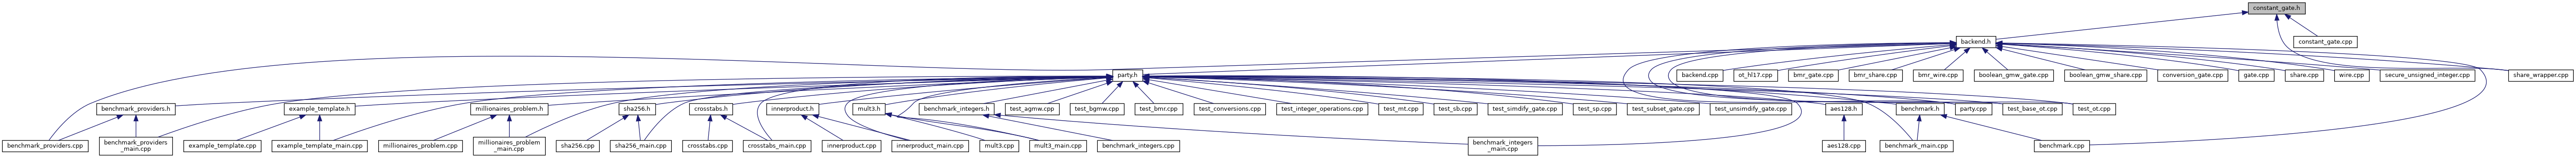 constant_gate.h
backend.h
constant_gate.cpp
party.h
backend.cpp
ot_hl17.cpp
bmr_gate.cpp
bmr_share.cpp
bmr_wire.cpp
boolean_gmw_gate.cpp
boolean_gmw_share.cpp
conversion_gate.cpp
gate.cpp
share.cpp
wire.cpp
secure_unsigned_integer.cpp
share_wrapper.cpp
benchmark_providers.h
example_template.h
millionaires_problem.h
sha256.h
crosstabs.h
innerproduct.h
mult3.h
benchmark_integers.h
test_agmw.cpp
test_bgmw.cpp
test_bmr.cpp
test_conversions.cpp
test_integer_operations.cpp
test_mt.cpp
test_sb.cpp
test_simdify_gate.cpp
test_sp.cpp
test_subset_gate.cpp
test_unsimdify_gate.cpp
aes128.h
benchmark.h
party.cpp
test_base_ot.cpp
test_ot.cpp
benchmark_providers.cpp
benchmark_providers
_main.cpp
example_template.cpp
example_template_main.cpp
millionaires_problem.cpp
millionaires_problem
_main.cpp
sha256.cpp
sha256_main.cpp
crosstabs.cpp
crosstabs_main.cpp
innerproduct.cpp
innerproduct_main.cpp
mult3.cpp
mult3_main.cpp
benchmark_integers.cpp
benchmark_integers
_main.cpp
aes128.cpp
benchmark_main.cpp
benchmark.cpp